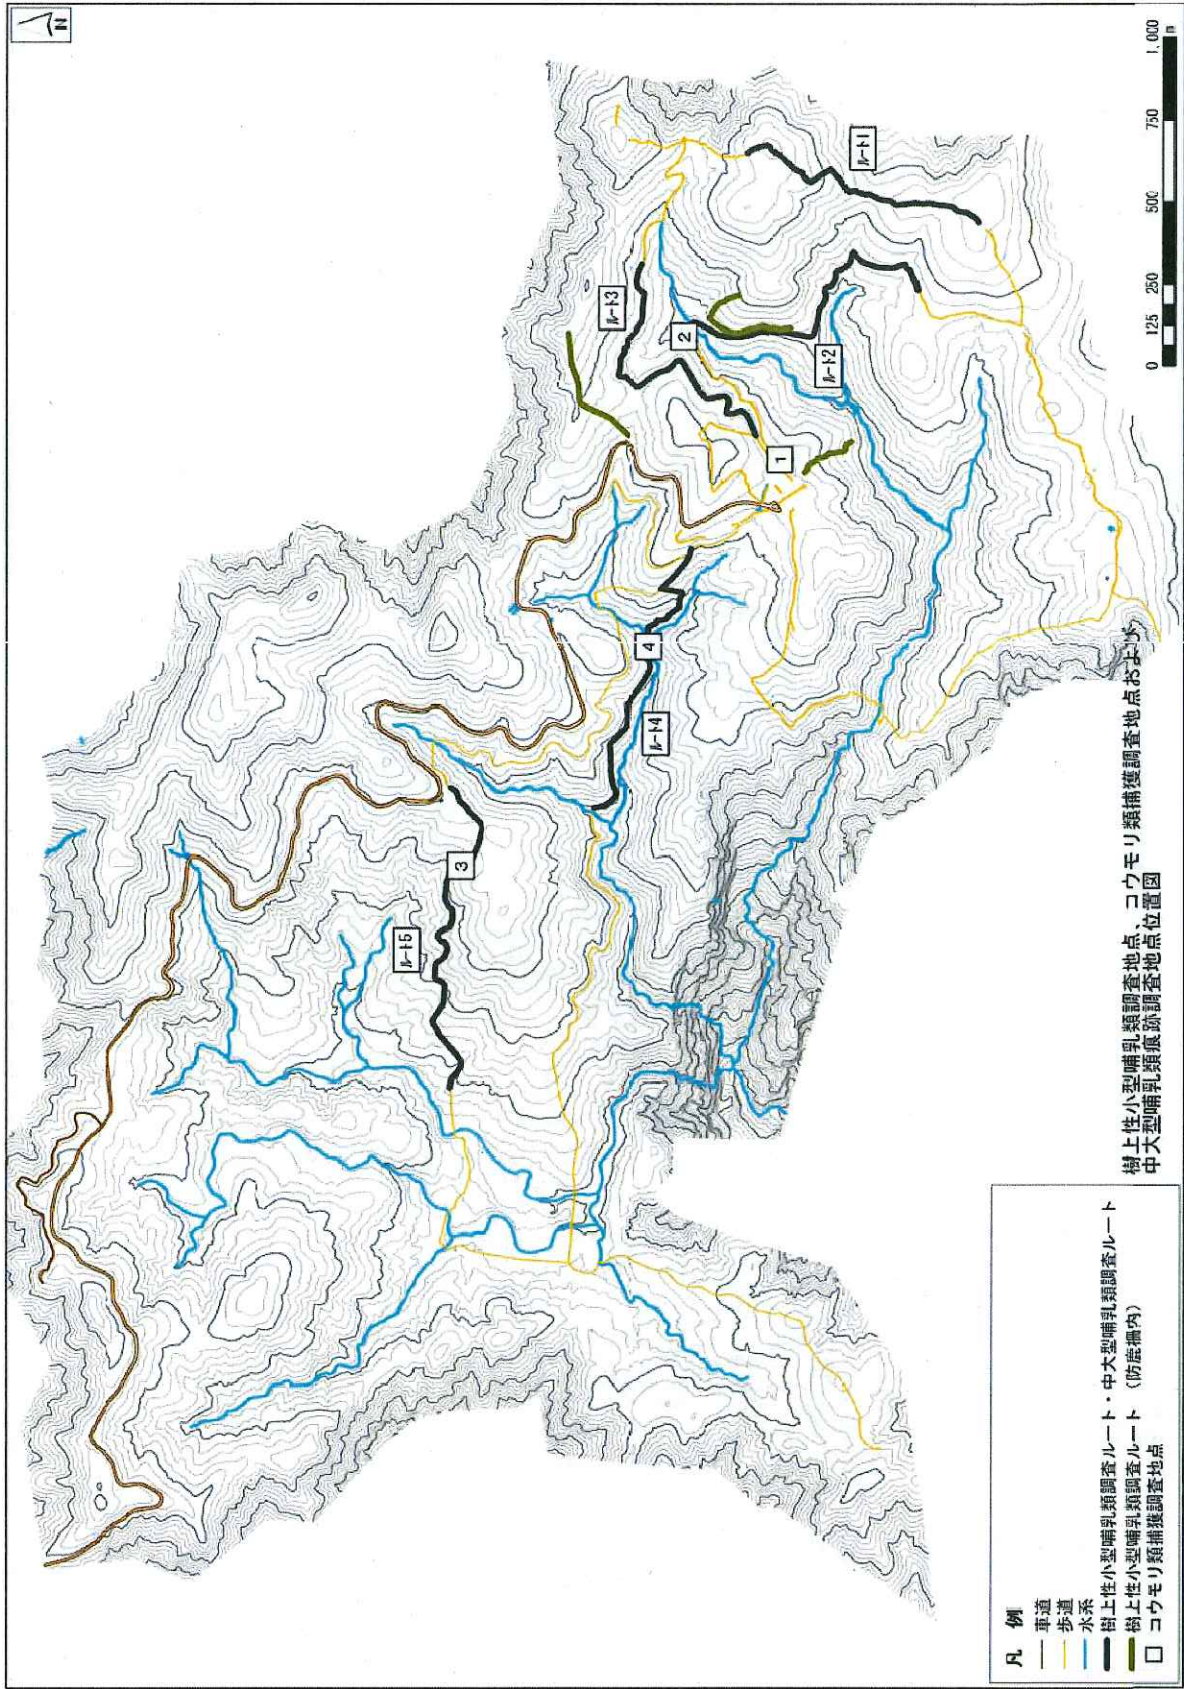 N
ルート1
ルート3
2
ルート2
1
4
ルート4
3
ルート5
0 125 250 500 750 1,000
m
樹上性小型哺乳類調査地点、コウモリ類捕獲調査地点および
中大型哺乳類痕跡調査地点位置図
凡 例
車道
歩道
水系
樹上性小型哺乳類調査ルート・中大型哺乳類調査ルート
樹上性小型哺乳類調査ルート（防鹿柵内）
コウモリ類捕獲調査地点